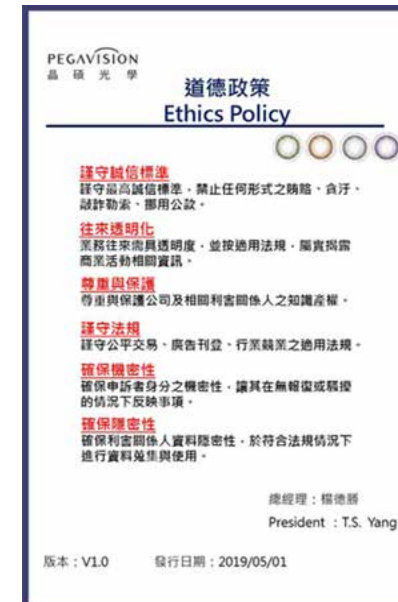 PEGAVISION
晶碩光學
道德政策
Ethics Policy
謹守誠信標準
謹守最高誠信標準，禁止任何形式之賄賂、貪汙、
敲詐勒索、挪用公款。
往來透明化
業務往來需具透明度，並按適用法規，屬實揭露
商業活動相關資訊。
尊重與保護
尊重與保護公司及相關利害關係人之知識產權。
謹守法規
謹守公平交易、廣告刊登、行業競業之適用法規。
確保機密性
確保申訴者身分之機密性，讓其在無報復或騷擾
的情況下反映事項。
確保隱密性
確保利害關係人資料隱密性，於符合法規情況下
進行資料蒐集與使用。
總經理：楊德勝
President ：T.S. Yang
版本：V1.0 發行日期：2019/05/01